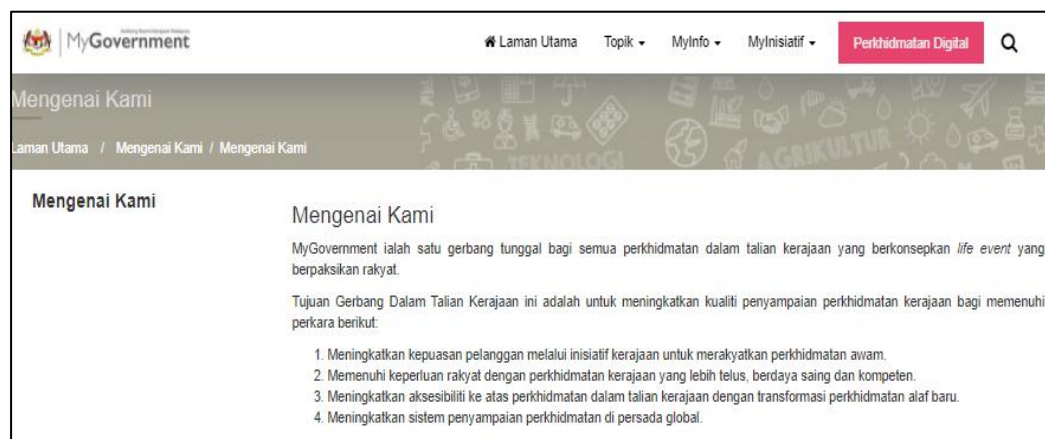 MyGovernment
Laman Utama Topik MyInfo MyInisiatif Perkhidmatan Digital
Mengenai Kami
Laman Utama / Mengenai Kami / Mengenai Kami
TEKNOLOGI AGRIKULTUR
Mengenai Kami
Mengenai Kami
MyGovernment ialah satu gerbang tunggal bagi semua perkhidmatan dalam talian kerajaan yang berkonsepkan life event yang
berpaksikan rakyat.
Tujuan Gerbang Dalam Talian Kerajaan ini adalah untuk meningkatkan kualiti penyampaian perkhidmatan kerajaan bagi memenuhi
perkara berikut:
1. Meningkatkan kepuasan pelanggan melalui inisiatif kerajaan untuk merakyatkan perkhidmatan awam.
2. Memenuhi keperluan rakyat dengan perkhidmatan kerajaan yang lebih telus, berdaya saing dan kompeten.
3. Meningkatkan aksesibiliti ke atas perkhidmatan dalam talian kerajaan dengan transformasi perkhidmatan alaf baru.
4. Meningkatkan sistem penyampaian perkhidmatan di persada global.